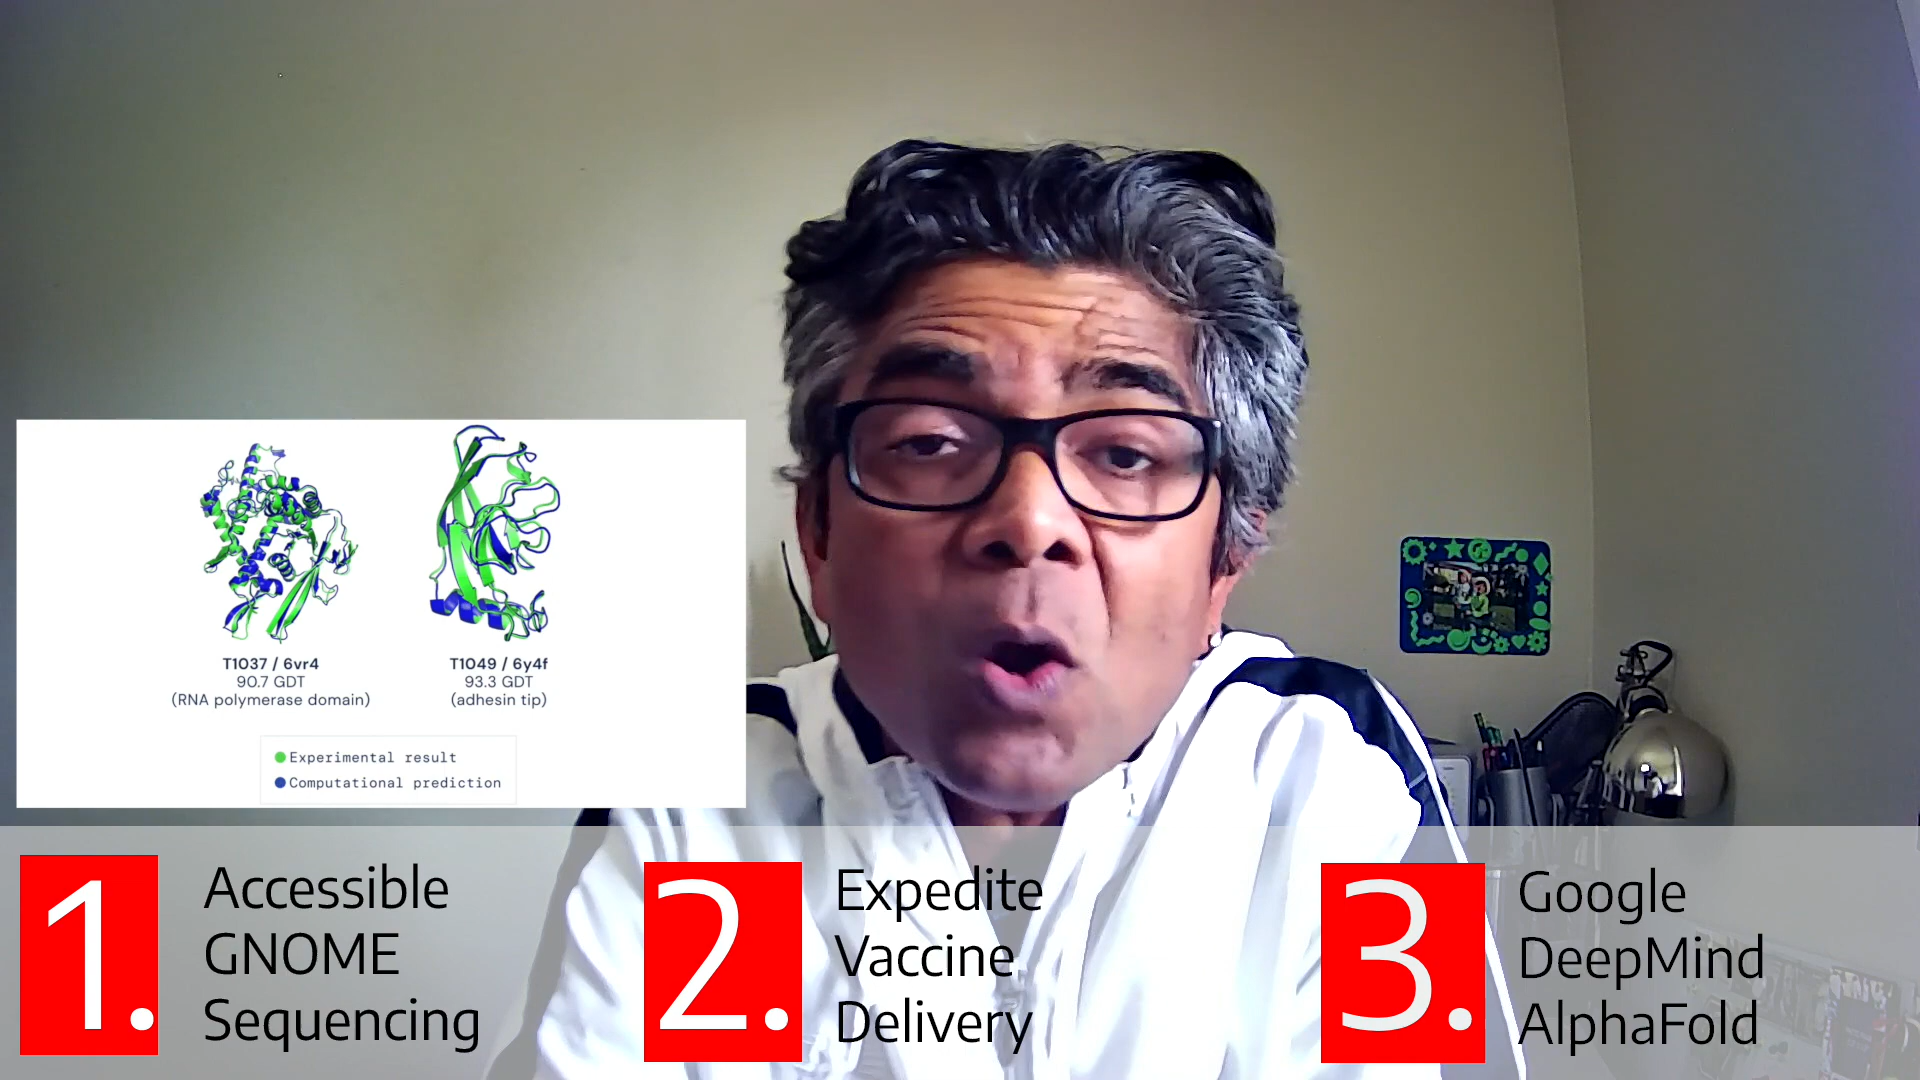 T1037 / 6vr4
90.7 GDT
(RNA polymerase domain)
T1049 / 6y4f
93.3 GDT
(adhesin tip)
Experimental result
Computational prediction
1.
Accessible
GNOME
Sequencing
2.
Expedite
Vaccine
Delivery
3.
Google
DeepMind
AlphaFold